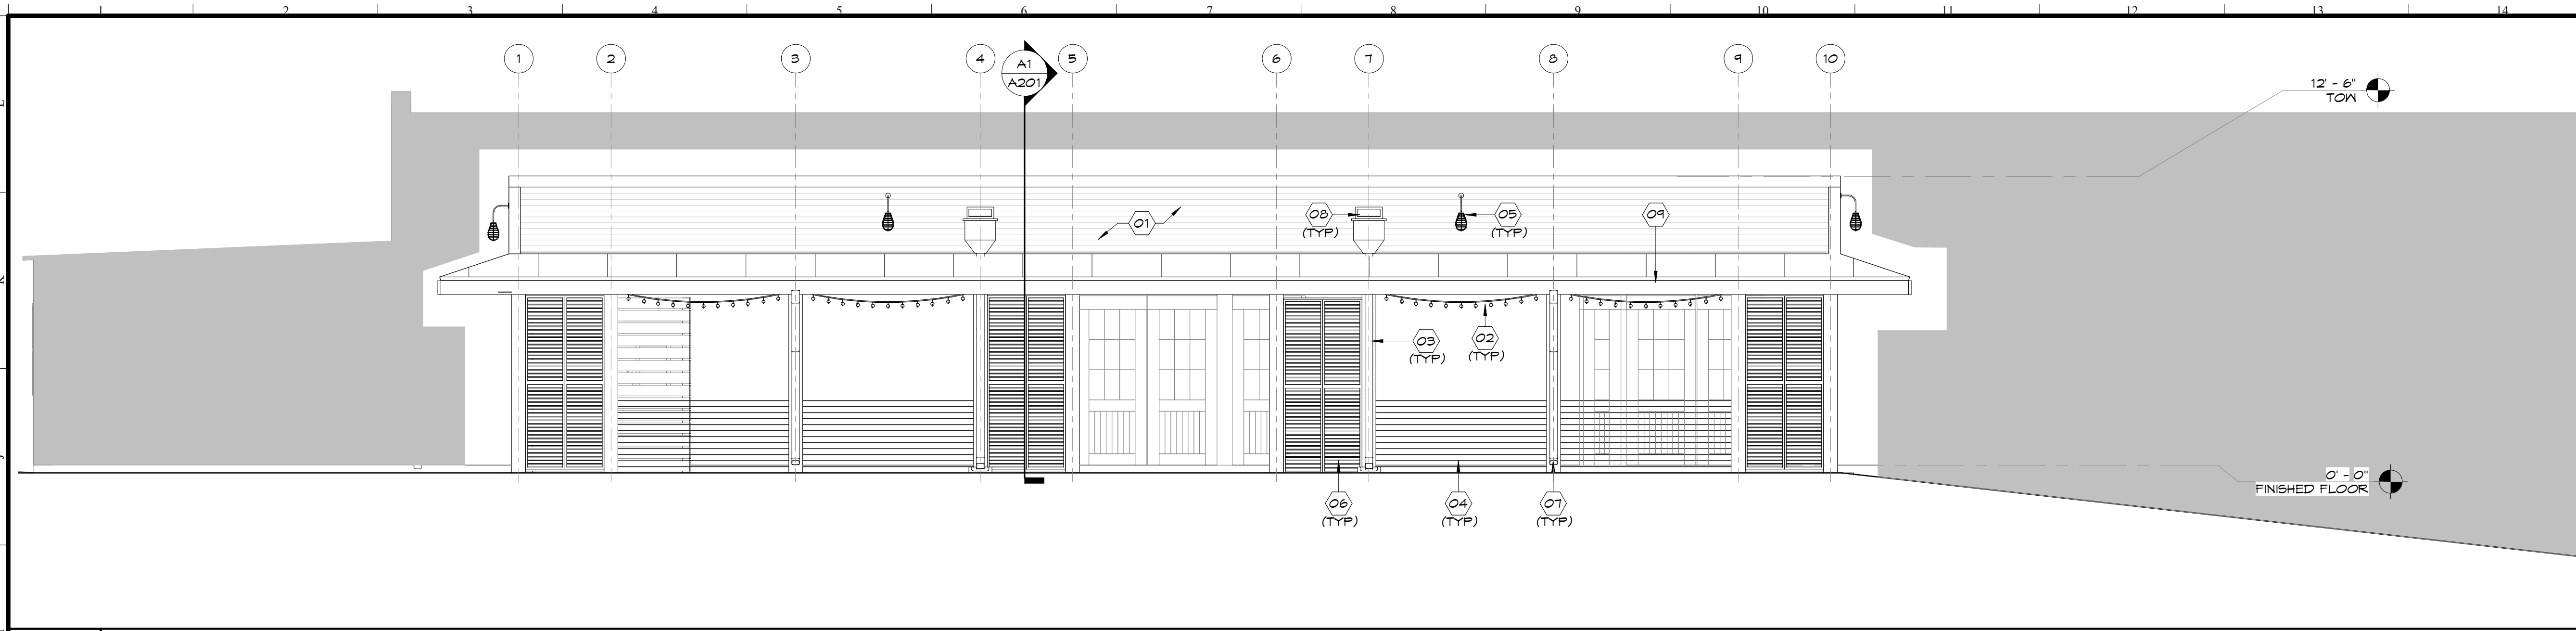 1 2 3 4 5 6 7 8 9 10 11 12 13 14
1 2 3 4 5 6 7 8 9 10
A1
A201
12' - 6"
TOW
E
08
(TYP)
05
(TYP)
09
01
K
03
(TYP)
02
(TYP)
J
0' - 0"
FINISHED FLOOR
06
(TYP)
04
(TYP)
07
(TYP)